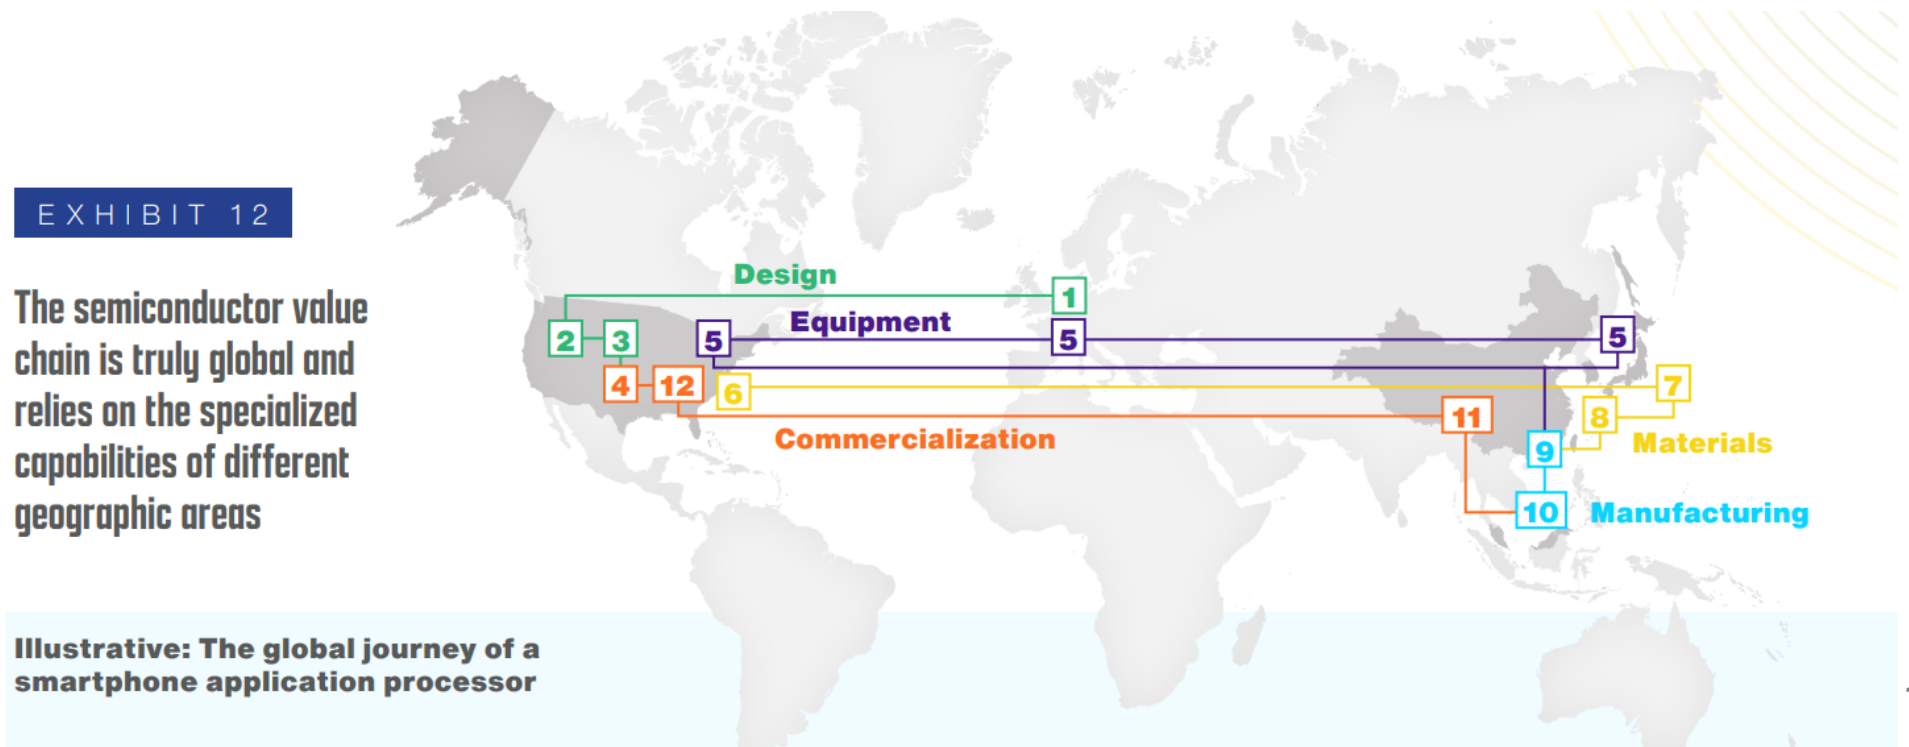 EXHIBIT 12
The semiconductor value
chain is truly global and
relies on the specialized
capabilities of different
geographic areas
Design
1
Equipment
2
3
5
5
5
4
12
6
7
11
8
Commercialization
9
Materials
10
Manufacturing
Illustrative: The global journey of a
smartphone application processor